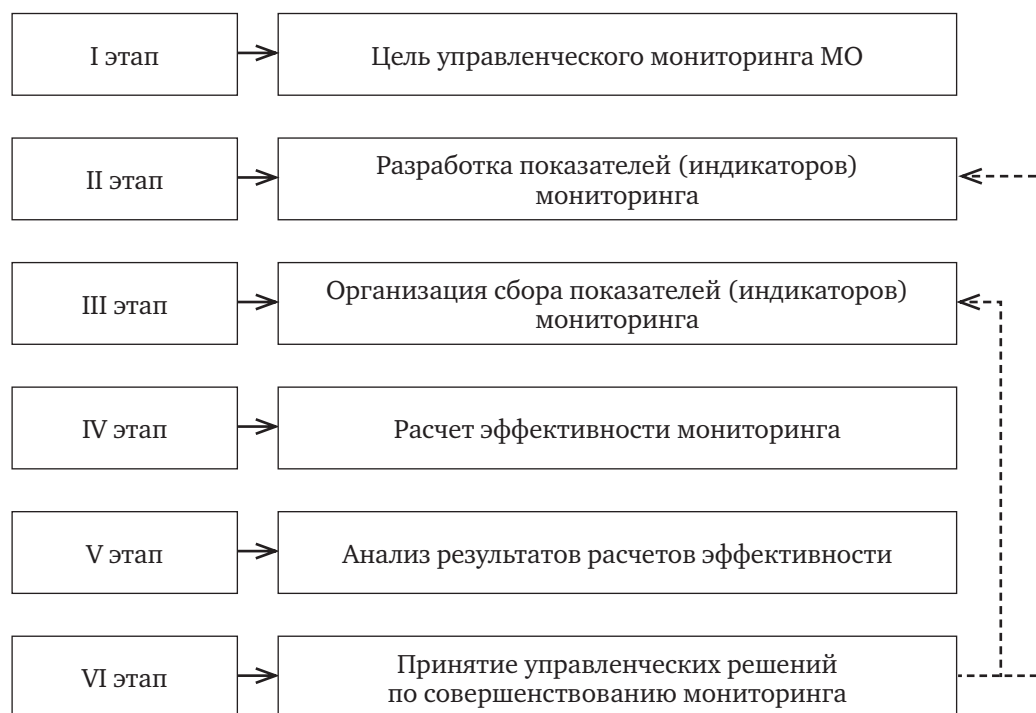 I этап
Цель управленческого мониторинга МО
II этап
Разработка показателей (индикаторов)
мониторинга
III этап
Организация сбора показателей (индикаторов)
мониторинга
IV этап
Расчет эффективности мониторинга
V этап
Анализ результатов расчетов эффективности
VI этап
Принятие управленческих решений
по совершенствованию мониторинга